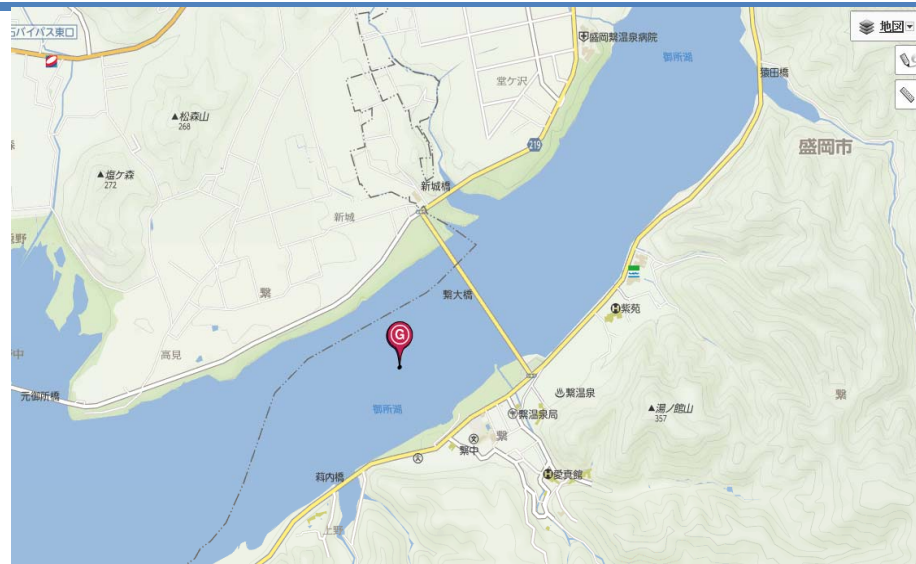 石バイパス東口
盛岡繋温泉病院
御所湖
地図
猿田橋
堂ケ沢
▲松森山
268
219
盛岡市
▲塩ケ森
272
新城橋
新城
繋
繋大橋
紫苑
G
高見
元御所橋
御所湖
繋温泉
繋温泉局
▲湯ノ館山
357
繋
繋
繋中
愛真館
萪内橋
上野